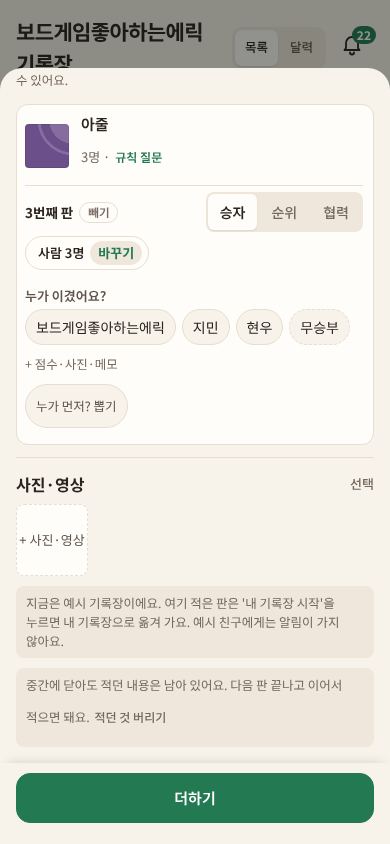 보드게임좋아하는에릭
기록장
목록
달력
22
수 있어요.
아줄
3명 · 규칙 질문
3번째 판
빼기
승자
순위
협력
사람 3명
바꾸기
누가 이겼어요?
보드게임좋아하는에릭
지민
현우
무승부
+ 점수·사진·메모
누가 먼저? 뽑기
사진·영상
선택
+ 사진·영상
지금은 예시 기록장이에요. 여기 적은 판은 '내 기록장 시작'을
누르면 내 기록장으로 옮겨 가요. 예시 친구에게는 알림이 가지
않아요.
중간에 닫아도 적던 내용은 남아 있어요. 다음 판 끝나고 이어서
적으면 돼요. 적던 것 버리기
더하기